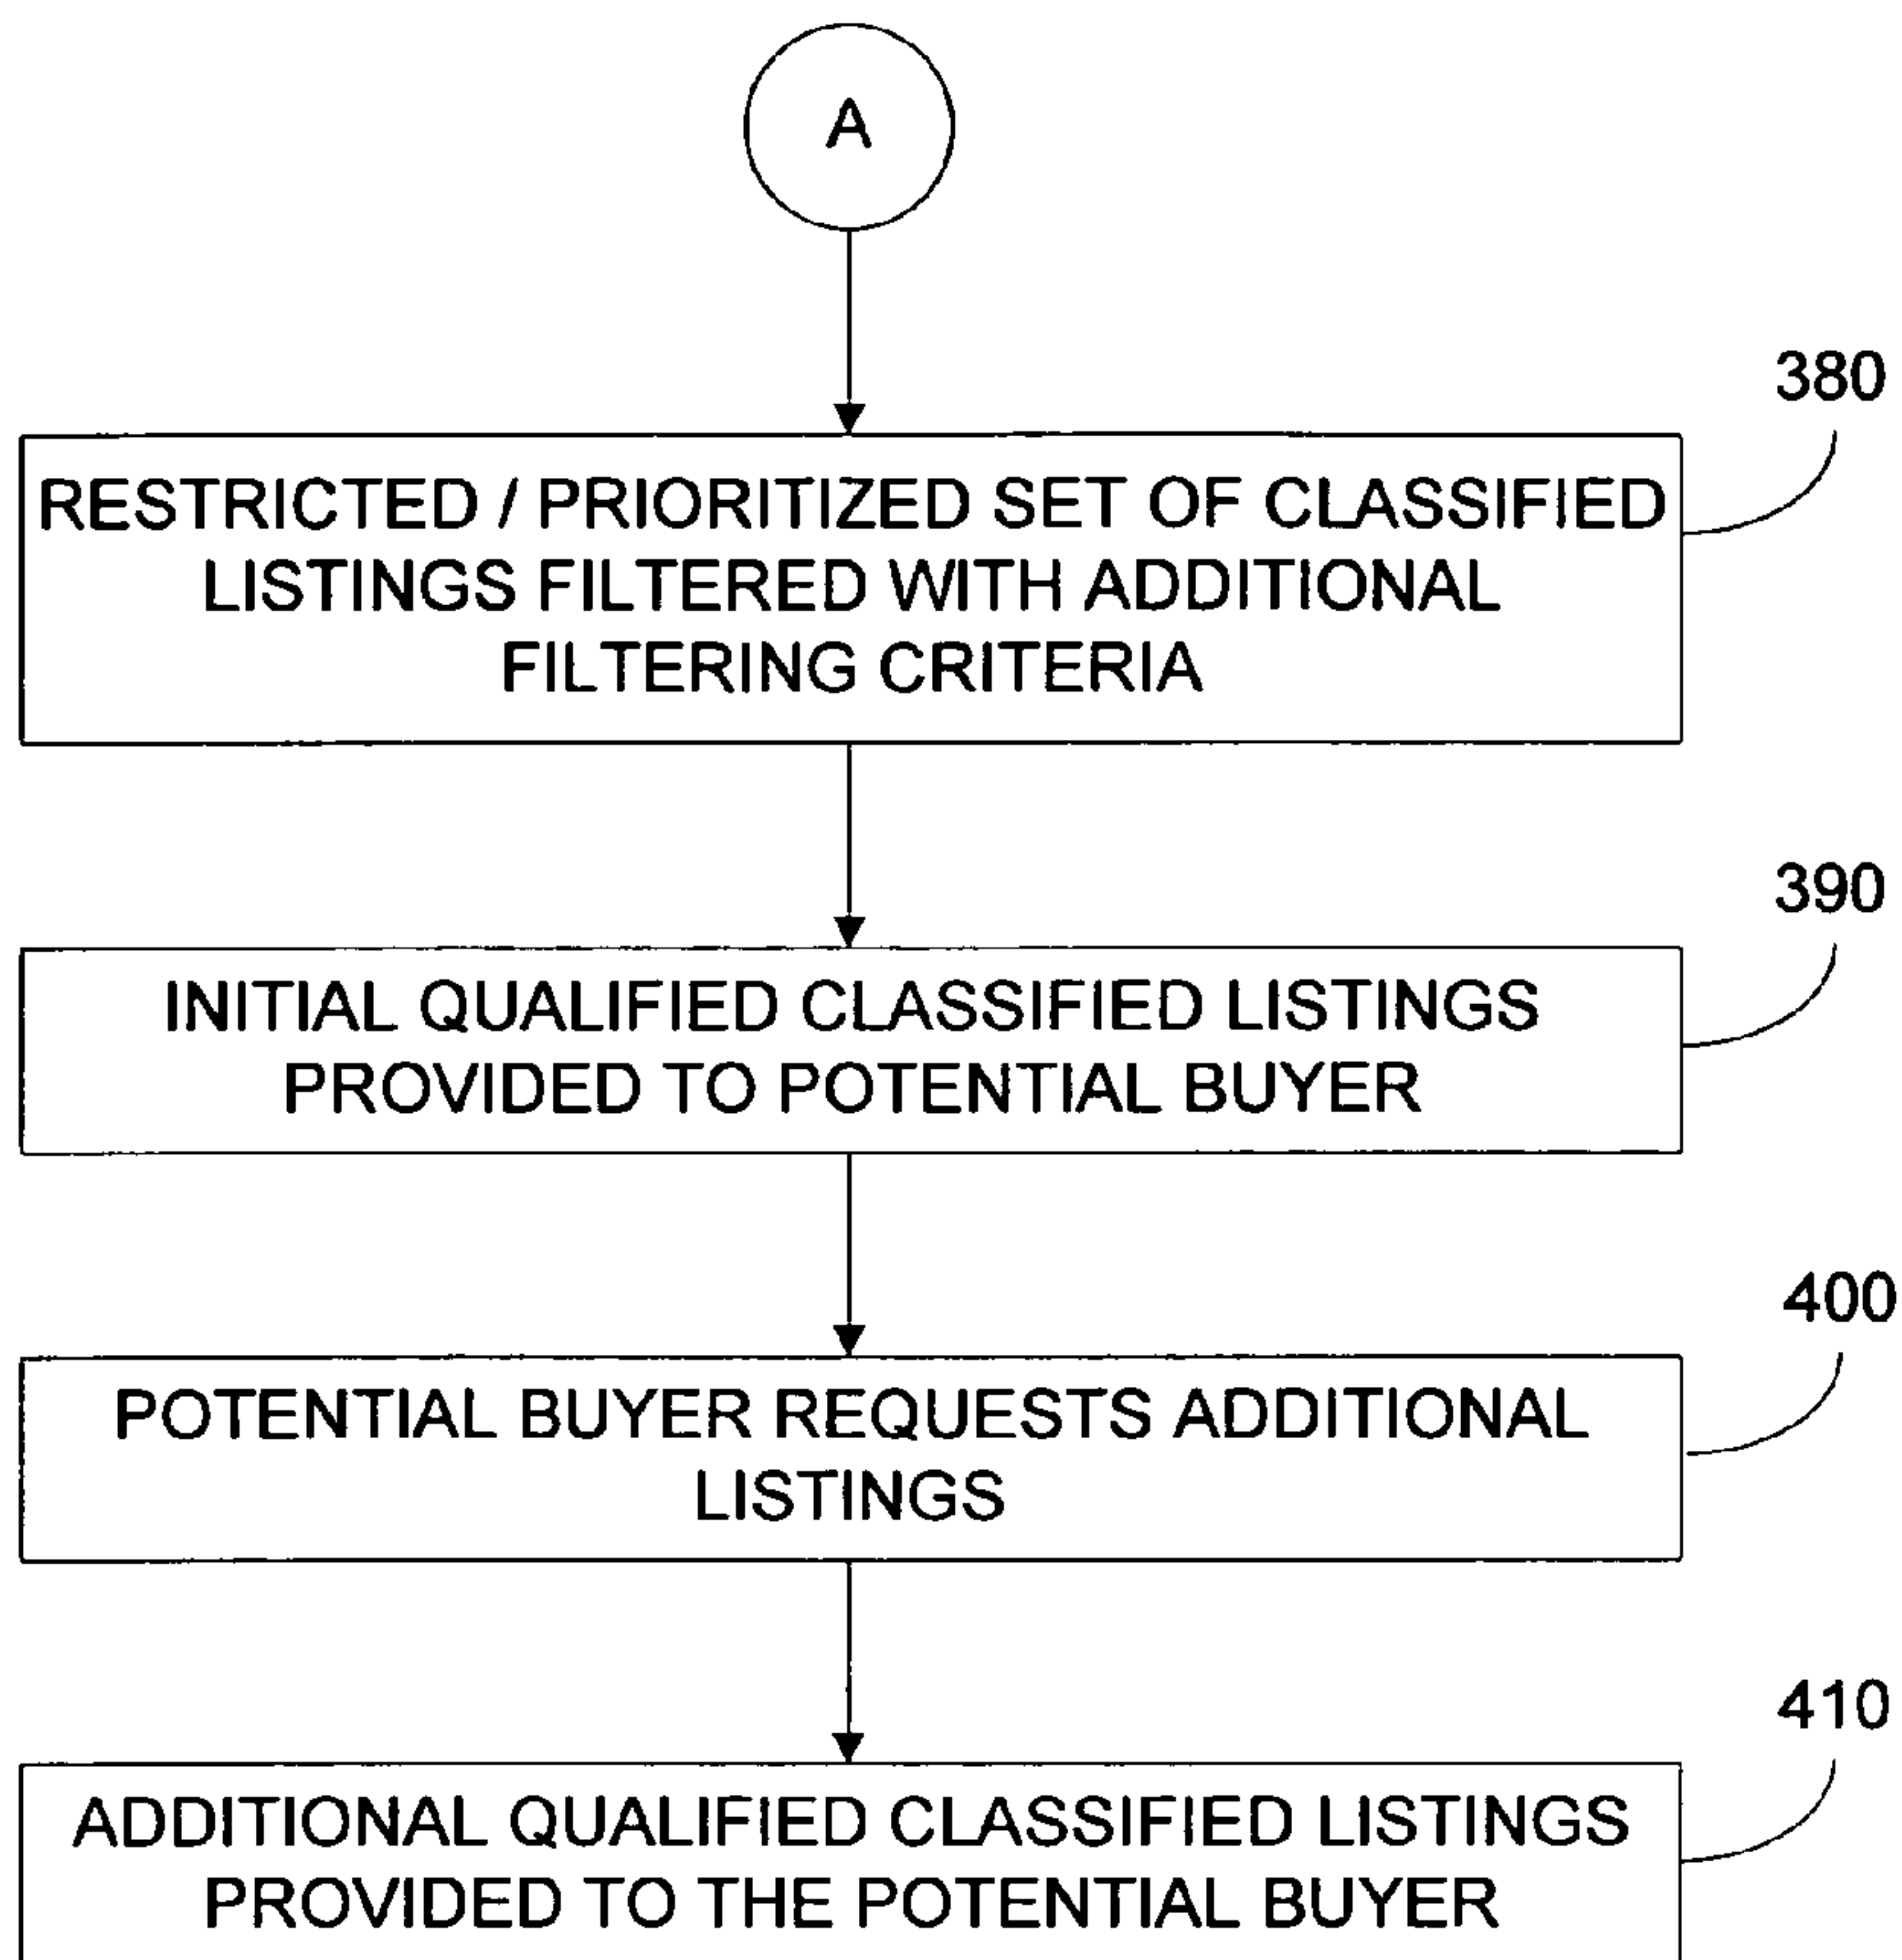 A
380
RESTRICTED / PRIORITIZED SET OF CLASSIFIED
LISTINGS FILTERED WITH ADDITIONAL
FILTERING CRITERIA
390
INITIAL QUALIFIED CLASSIFIED LISTINGS
PROVIDED TO POTENTIAL BUYER
400
POTENTIAL BUYER REQUESTS ADDITIONAL
LISTINGS
410
ADDITIONAL QUALIFIED CLASSIFIED LISTINGS
PROVIDED TO THE POTENTIAL BUYER